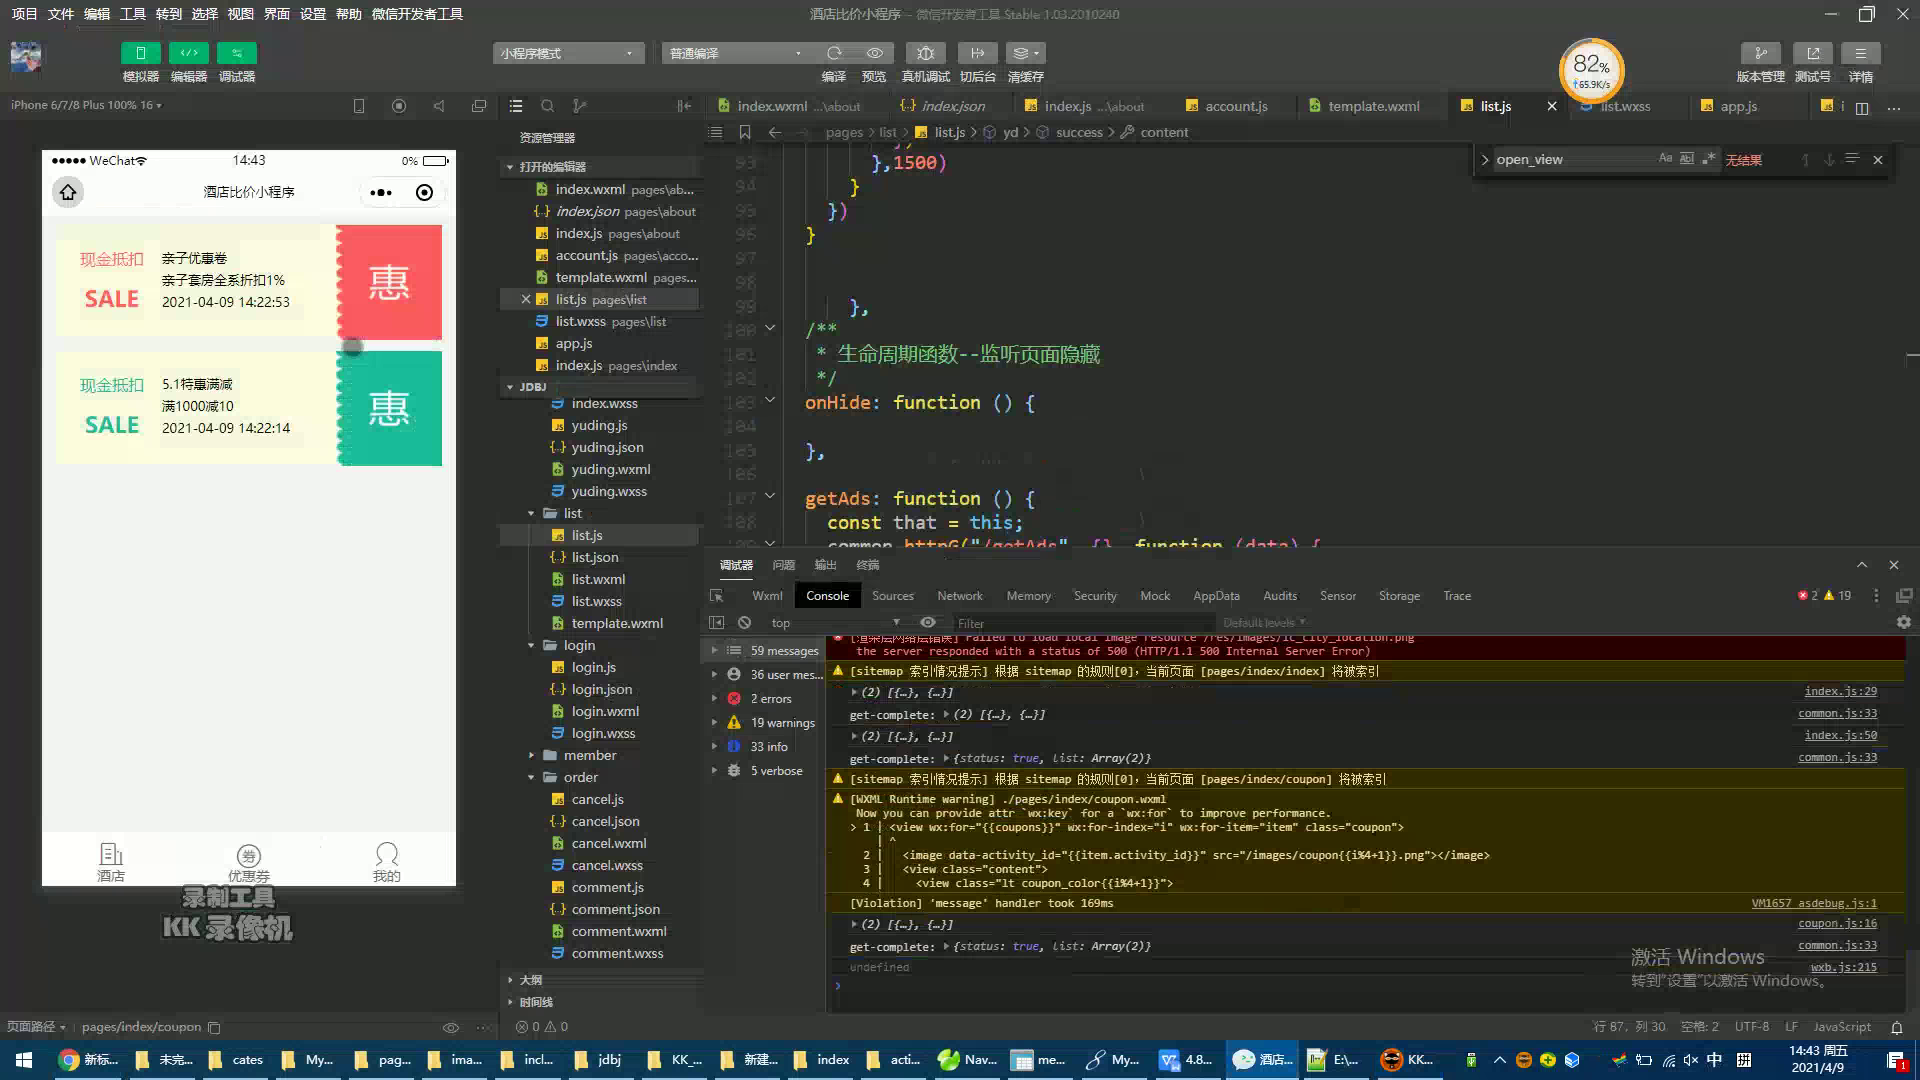 项目 文件 编辑 工具 转到 选择 视图 界面 设置 帮助 微信开发者工具
酒店比价小程序 - 微信开发者工具 Stable 1.03.2010240
小程序模式
普通编译
82%
↑65.9K/s
模拟器 编辑器 调试器
编译 预览 真机调试 切后台 清缓存
版本管理 测试号 详情
iPhone 6/7/8 Plus 100% 16
index.wxml ...\about
index.json
index.js ...\about
account.js
template.wxml
list.js
list.wxss
app.js
pages > list > list.js > yd > success > content
open_view
无结果
WeChat
14:43
0%
酒店比价小程序
现金抵扣
SALE
亲子优惠卷
亲子套房全系折扣1%
2021-04-09 14:22:53
惠
现金抵扣
SALE
5.1特惠满减
满1000减10
2021-04-09 14:22:14
惠
酒店
优惠券
我的
录制工具
KK 录像机
页面路径
pages/index/coupon
资源管理器
打开的编辑器
index.wxml pages\ab...
index.json pages\about
index.js pages\about
account.js pages\acco...
template.wxml pages...
list.js pages\list
list.wxss pages\list
app.js
index.js pages\index
JDBJ
index.wxss
yuding.js
yuding.json
yuding.wxml
yuding.wxss
list
list.js
list.json
list.wxml
list.wxss
template.wxml
login
login.js
login.json
login.wxml
login.wxss
member
order
cancel.js
cancel.json
cancel.wxml
cancel.wxss
comment.js
comment.json
comment.wxml
comment.wxss
大纲
时间线
0 0
93 },1500)
94 }
95 })
96 }
97
98
99 },
100 /**
101 * 生命周期函数--监听页面隐藏
102 */
103 onHide: function () {
104
105 },
106
107 getAds: function () {
108 const that = this;
109 common.httpG("/getAds", {}, function (data) {
调试器 问题 输出 终端
Wxml Console Sources Network Memory Security Mock AppData Audits Sensor Storage Trace
2 19
top
Filter
Default levels
59 messages
36 user mes...
2 errors
19 warnings
33 info
5 verbose
[渲染层网络层错误] Failed to load local image resource /res/images/ic_city_location.png
the server responded with a status of 500 (HTTP/1.1 500 Internal Server Error)
[sitemap 索引情况提示] 根据 sitemap 的规则[0]，当前页面 [pages/index/index] 将被索引
(2) [{…}, {…}] index.js:29
get-complete: (2) [{…}, {…}] common.js:33
(2) [{…}, {…}] index.js:50
get-complete: {status: true, list: Array(2)} common.js:33
[sitemap 索引情况提示] 根据 sitemap 的规则[0]，当前页面 [pages/index/coupon] 将被索引
[WXML Runtime warning] ./pages/index/coupon.wxml
Now you can provide attr `wx:key` for a `wx:for` to improve performance.
> 1 | <view wx:for="{{coupons}}" wx:for-index="i" wx:for-item="item" class="coupon">
| ^
2 | <image data-activity_id="{{item.activity_id}}" src="/images/coupon{{i%4+1}}.png"></image>
3 | <view class="content">
4 | <view class="lt coupon_color{{i%4+1}}">
[Violation] 'message' handler took 169ms VM1657 asdebug.js:1
(2) [{…}, {…}] coupon.js:16
get-complete: {status: true, list: Array(2)} common.js:33
undefined wxb.js:215
激活 Windows
转到"设置"以激活 Windows。
行 87，列 30 空格: 2 UTF-8 LF JavaScript
新标... 未完... cates My... pag... ima... incl... jdbj KK_... 新建... index acti... Nav... me... My... 4.8... 酒店... E:\... KK...
中
拼
14:43 周五
2021/4/9
1